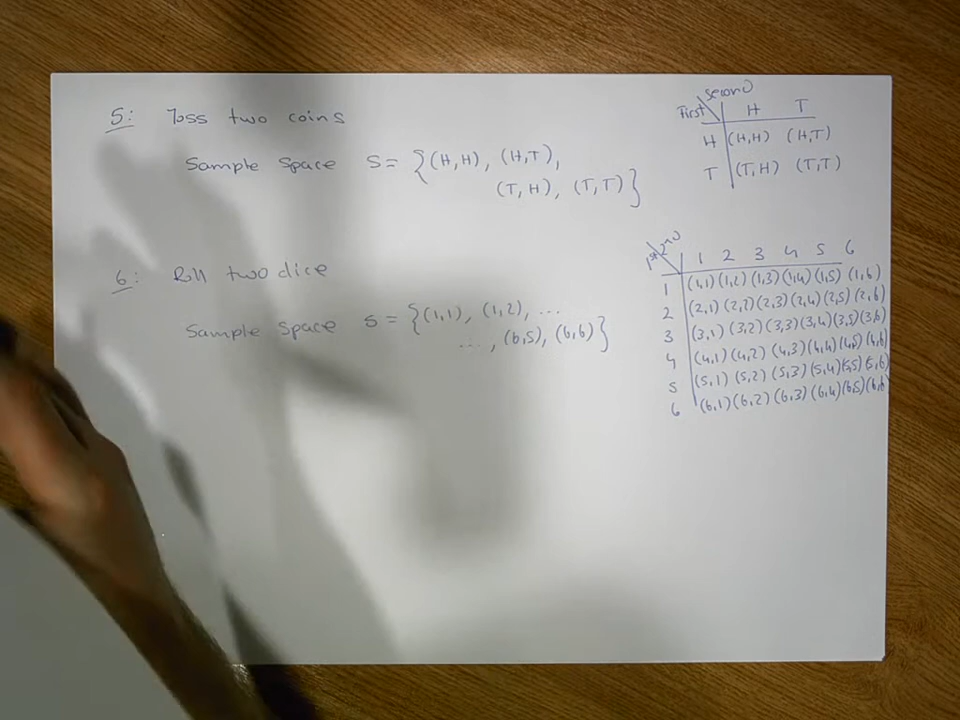 5: Toss two coins
Sample Space S = {(H,H), (H,T),
(T,H), (T,T)}
Second
First H T
H (H,H) (H,T)
T (T,H) (T,T)
6: Roll two dice
Sample Space S = {(1,1), (1,2), ...
..., (6,5), (6,6)}
2nd
1st 1 2 3 4 5 6
1 (1,1) (1,2) (1,3) (1,4) (1,5) (1,6)
2 (2,1) (2,2) (2,3) (2,4) (2,5) (2,6)
3 (3,1) (3,2) (3,3) (3,4) (3,5) (3,6)
4 (4,1) (4,2) (4,3) (4,4) (4,5) (4,6)
5 (5,1) (5,2) (5,3) (5,4) (5,5) (5,6)
6 (6,1) (6,2) (6,3) (6,4) (6,5) (6,6)